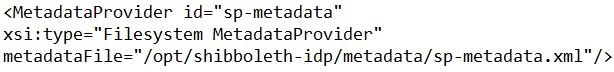 <MetadataProvider id="sp-metadata"
xsi:type="Filesystem MetadataProvider"
metadataFile="/opt/shibboleth-idp/metadata/sp-metadata.xml"/>